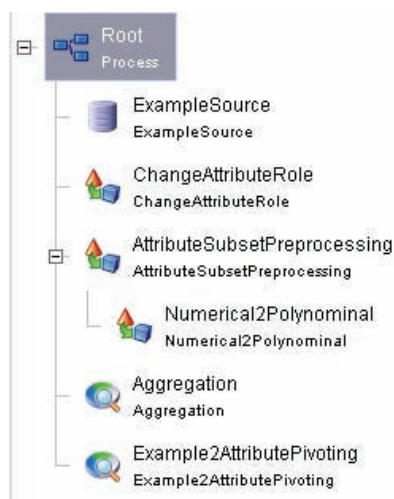 Root
Process
ExampleSource
ExampleSource
ChangeAttributeRole
ChangeAttributeRole
AttributeSubsetPreprocessing
AttributeSubsetPreprocessing
Numerical2Polynominal
Numerical2Polynominal
Aggregation
Aggregation
Example2AttributePivoting
Example2AttributePivoting